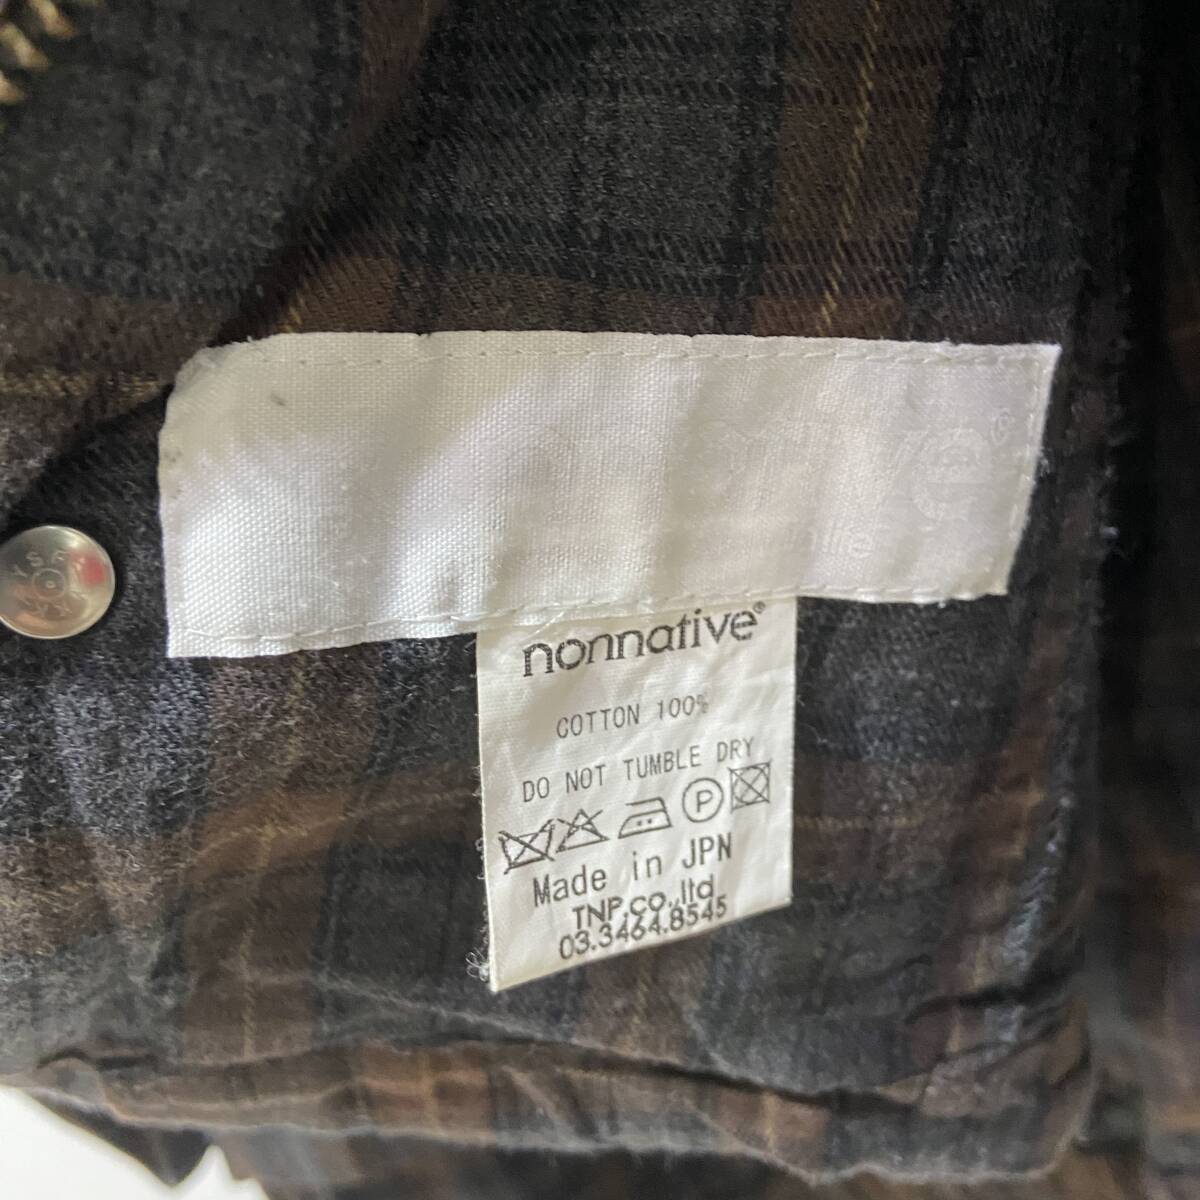 nonnative®
COTTON 100%
DO NOT TUMBLE DRY
P
Made in JPN
TNP.co.,ltd
03.3464.8545